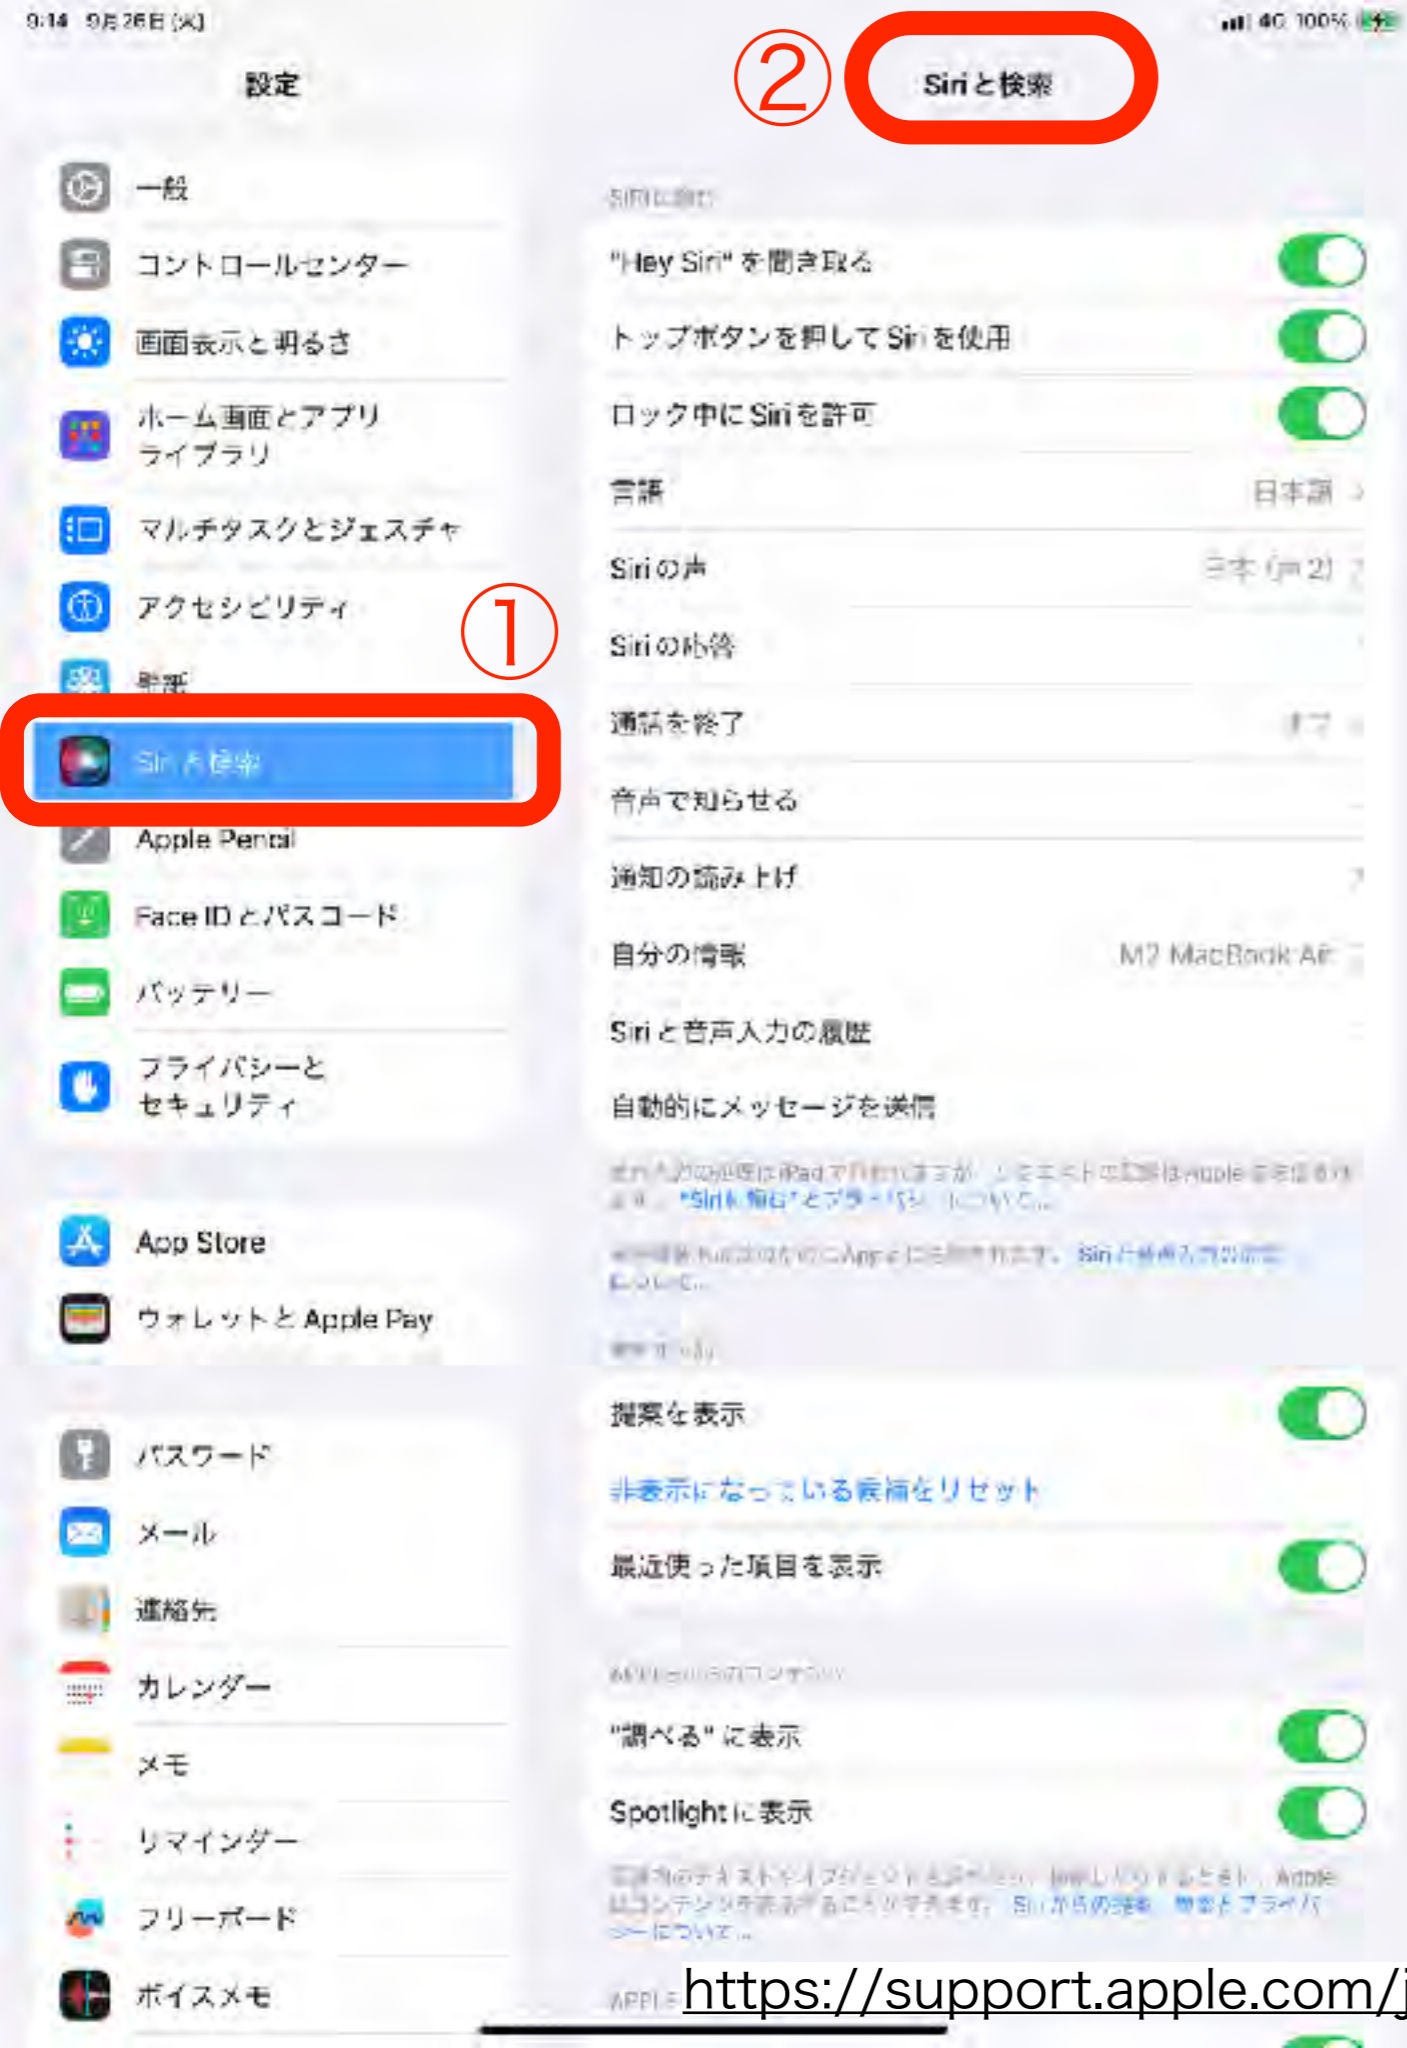 9:14 9月26日(火)
4G 100%
設定
②
Siriと検索
一般
コントロールセンター
画面表示と明るさ
ホーム画面とアプリ
ライブラリ
マルチタスクとジェスチャ
アクセシビリティ
①
壁紙
Siriと検索
Apple Pencil
Face IDとパスコード
バッテリー
プライバシーと
セキュリティ
App Store
ウォレットとApple Pay
パスワード
メール
連絡先
カレンダー
メモ
リマインダー
フリーボード
ボイスメモ
"Hey Siri"を聞き取る
トップボタンを押してSiriを使用
ロック中にSiriを許可
言語 日本語
Siriの声 日本(声2)
Siriの応答
通話を終了 オフ
音声で知らせる
通知の読み上げ
自分の情報 M2 MacBook Air
Siriと音声入力の履歴
自動的にメッセージを送信
提案を表示
非表示になっている候補をリセット
最近使った項目を表示
"調べる"に表示
Spotlightに表示
APPLE
https://support.apple.com/j